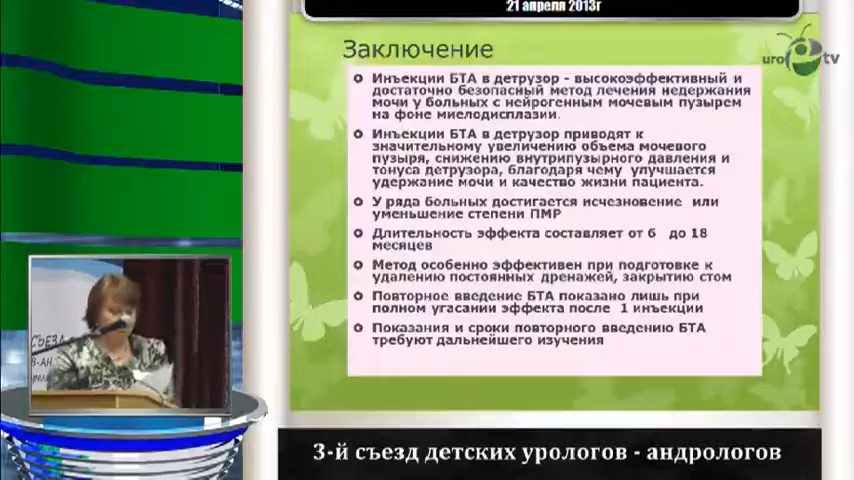 21 апреля 2013г
uro tv
Заключение
Инъекции БТА в детрузор - высокоэффективный и
достаточно безопасный метод лечения недержания
мочи у больных с нейрогенным мочевым пузырем
на фоне миелодисплазии.
Инъекции БТА в детрузор приводят к
значительному увеличению объема мочевого
пузыря, снижению внутрипузырного давления и
тонуса детрузора, благодаря чему улучшается
удержание мочи и качество жизни пациента.
У ряда больных достигается исчезновение или
уменьшение степени ПМР
Длительность эффекта составляет от 6 до 18
месяцев
Метод особенно эффективен при подготовке к
удалению постоянных дренажей, закрытию стом
Повторное введение БТА показано лишь при
полном угасании эффекта после 1 инъекции
Показания и сроки повторного введению БТА
требуют дальнейшего изучения
СЪЕЗД
3-й съезд детских урологов - андрологов